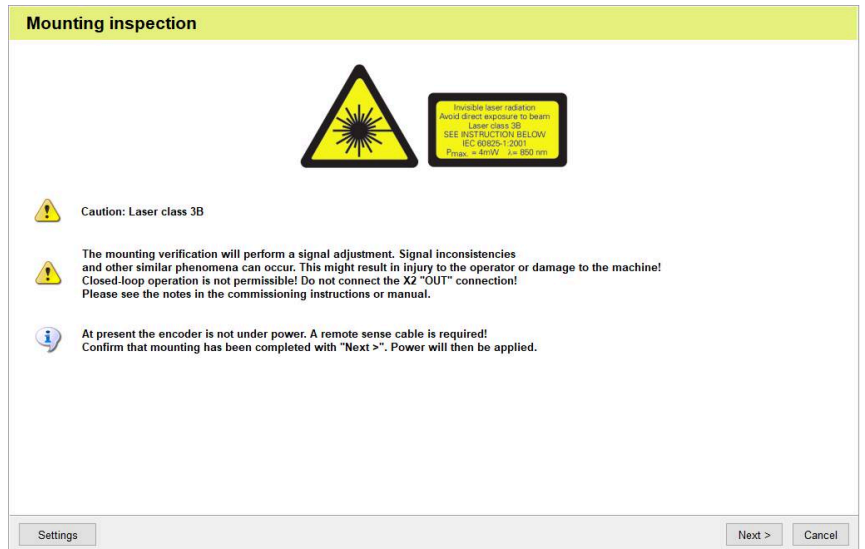 Mounting inspection
Invisible laser radiation
Avoid direct exposure to beam
Laser class 3B
SEE INSTRUCTION BELOW
IEC 60825-1:2001
Pmax. = 4mW λ= 850 nm
Caution: Laser class 3B
The mounting verification will perform a signal adjustment. Signal inconsistencies
and other similar phenomena can occur. This might result in injury to the operator or damage to the machine!
Closed-loop operation is not permissible! Do not connect the X2 "OUT" connection!
Please see the notes in the commissioning instructions or manual.
At present the encoder is not under power. A remote sense cable is required!
Confirm that mounting has been completed with "Next >". Power will then be applied.
Settings Next > Cancel